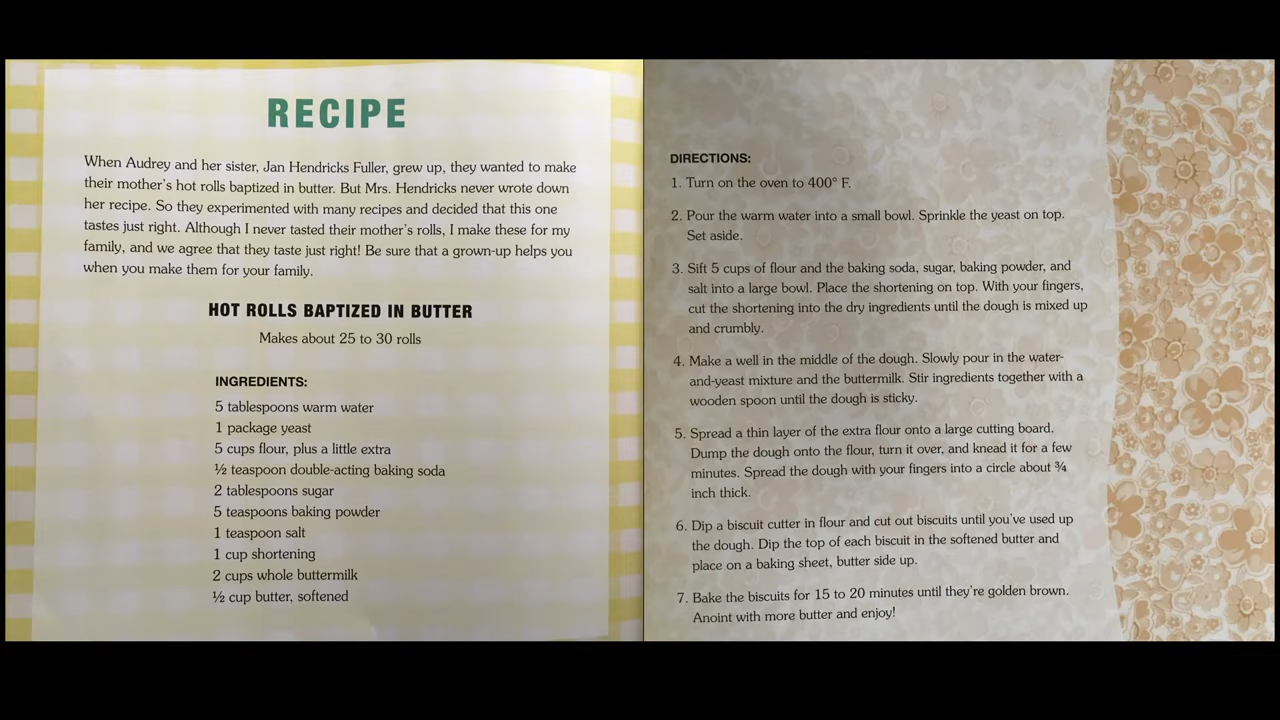 RECIPE
When Audrey and her sister, Jan Hendricks Fuller, grew up, they wanted to make
their mother's hot rolls baptized in butter. But Mrs. Hendricks never wrote down
her recipe. So they experimented with many recipes and decided that this one
tastes just right. Although I never tasted their mother's rolls, I make these for my
family, and we agree that they taste just right! Be sure that a grown-up helps you
when you make them for your family.
HOT ROLLS BAPTIZED IN BUTTER
Makes about 25 to 30 rolls
INGREDIENTS:
5 tablespoons warm water
1 package yeast
5 cups flour, plus a little extra
½ teaspoon double-acting baking soda
2 tablespoons sugar
5 teaspoons baking powder
1 teaspoon salt
1 cup shortening
2 cups whole buttermilk
½ cup butter, softened
DIRECTIONS:
1. Turn on the oven to 400° F.
2. Pour the warm water into a small bowl. Sprinkle the yeast on top.
Set aside.
3. Sift 5 cups of flour and the baking soda, sugar, baking powder, and
salt into a large bowl. Place the shortening on top. With your fingers,
cut the shortening into the dry ingredients until the dough is mixed up
and crumbly.
4. Make a well in the middle of the dough. Slowly pour in the water-
and-yeast mixture and the buttermilk. Stir ingredients together with a
wooden spoon until the dough is sticky.
5. Spread a thin layer of the extra flour onto a large cutting board.
Dump the dough onto the flour, turn it over, and knead it for a few
minutes. Spread the dough with your fingers into a circle about ¾
inch thick.
6. Dip a biscuit cutter in flour and cut out biscuits until you've used up
the dough. Dip the top of each biscuit in the softened butter and
place on a baking sheet, butter side up.
7. Bake the biscuits for 15 to 20 minutes until they're golden brown.
Anoint with more butter and enjoy!